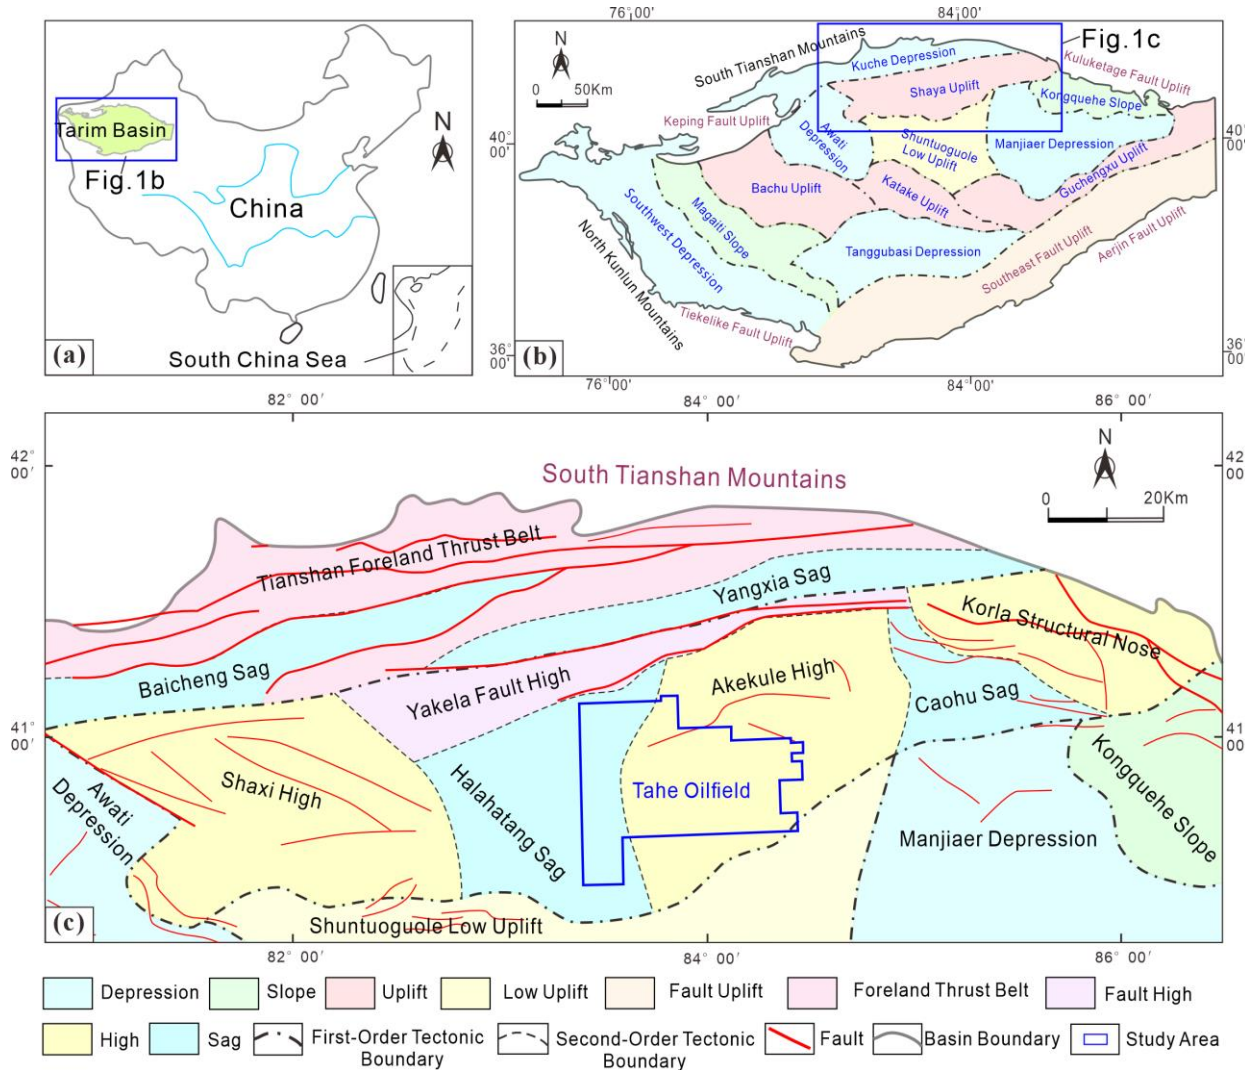 Tarim Basin
Fig.1b
China
South China Sea
N
(a)
76°00′
84°00′
Fig.1c
South Tianshan Mountains
Kuche Depression
Kuluketage Fault Uplift
N
0 50Km
Shaya Uplift
Kongquehe Slope
Keping Fault Uplift
40° 00′
40° 00′
Awati Depression
Shuntuoguole
Low Uplift
Manjiaer Depression
Bachu Uplift
Katake Uplift
Guchengxu Uplift
Magaiti Slope
Southwest Depression
Tanggubasi Depression
North Kunlun Mountains
Southeast Fault Uplift
Aerjin Fault Uplift
Tiekelike Fault Uplift
36° 00′
36° 00′
(b)
76°00′
84°00′
82° 00′
84° 00′
86° 00′
42° 00′
42° 00′
South Tianshan Mountains
N
0 20Km
Tianshan Foreland Thrust Belt
Yangxia Sag
Korla Structural Nose
Baicheng Sag
Yakela Fault High
Akekule High
Caohu Sag
41° 00′
41° 00′
Shaxi High
Halahatang Sag
Tahe Oilfield
Kongquehe Slope
Awati
Depression
Manjiaer Depression
(c)
Shuntuoguole Low Uplift
82° 00′
84° 00′
86° 00′
Depression Slope Uplift Low Uplift Fault Uplift Foreland Thrust Belt Fault High
High Sag First-Order Tectonic Boundary Second-Order Tectonic Boundary Fault Basin Boundary Study Area